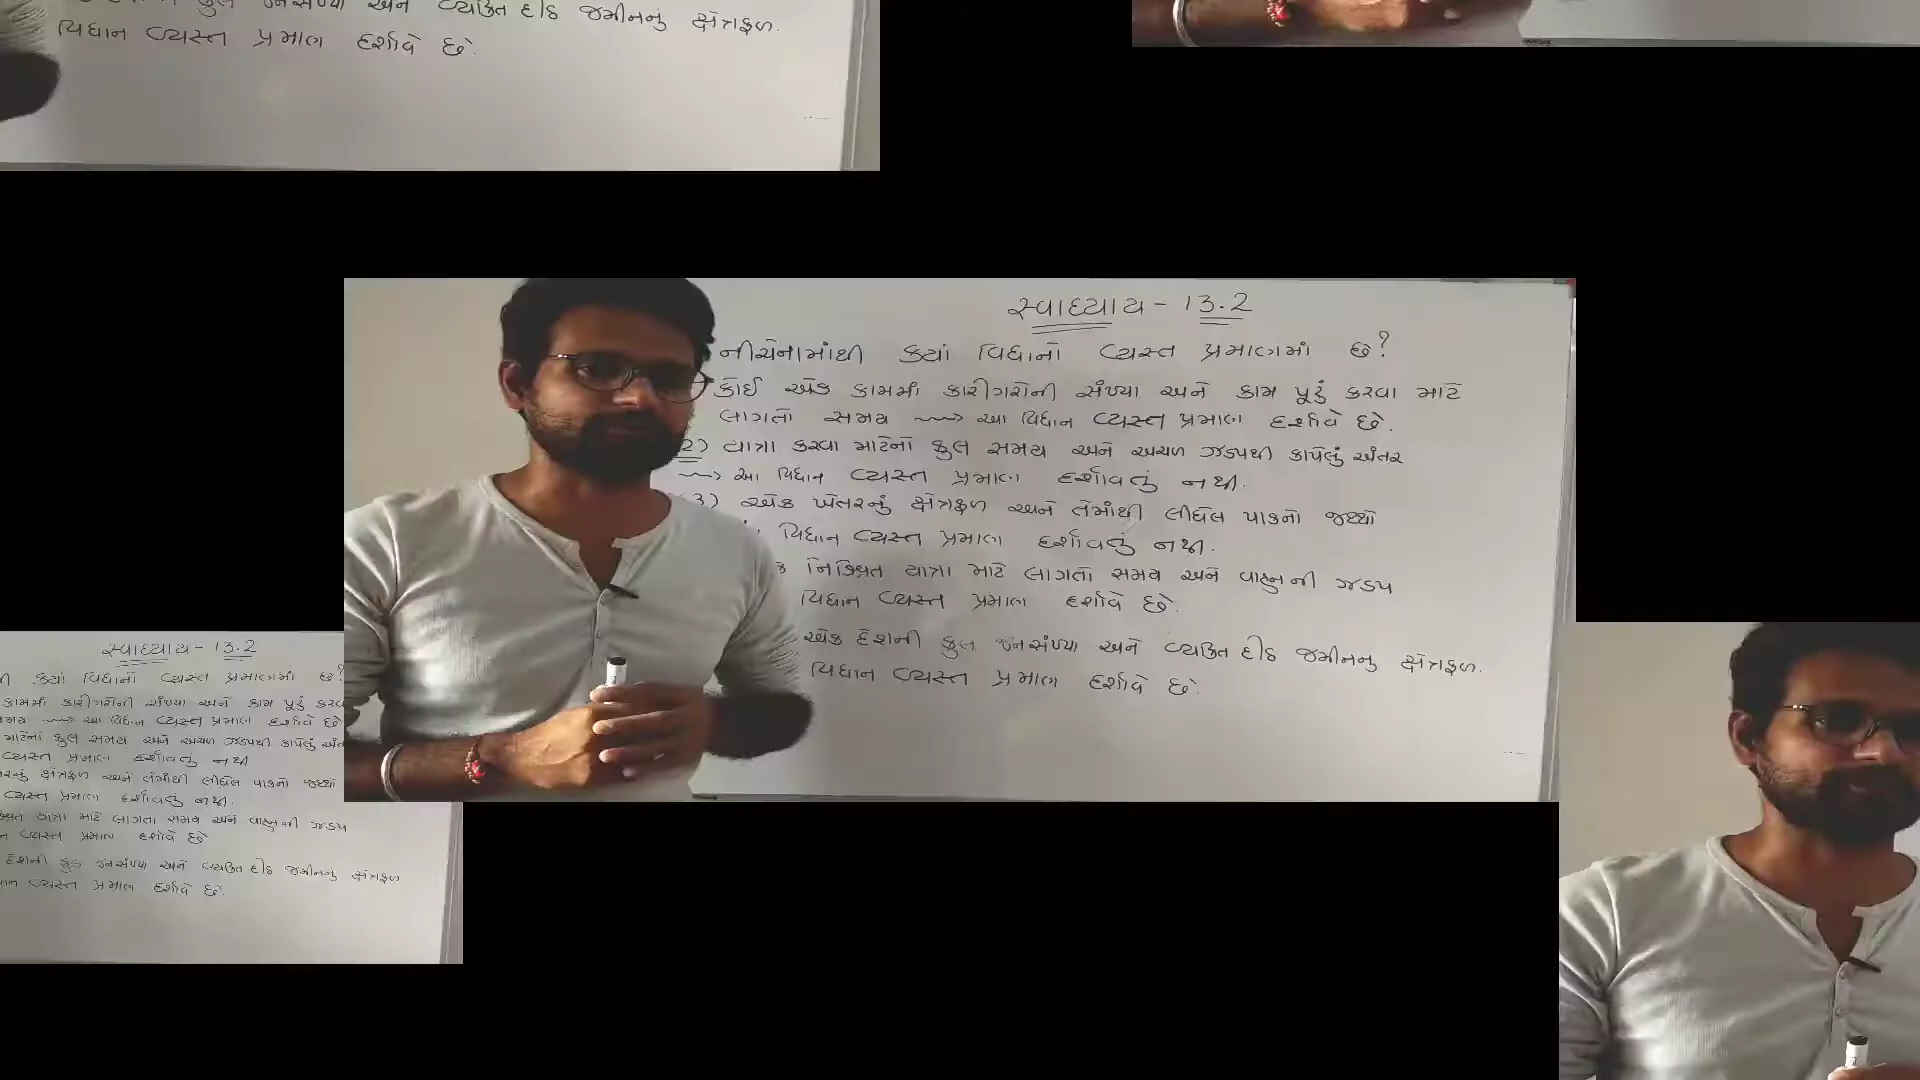 સ્વાધ્યાય - 13.2
નીચેનામાંથી ક્યાં વિધાનો વ્યસ્ત પ્રમાણમાં છે?
કોઈ એક કામમાં કારીગરોની સંખ્યા અને કામ પૂરું કરવા માટે
લાગતો સમય ⟿ આ વિધાન વ્યસ્ત પ્રમાણ દર્શાવે છે.
2) યાત્રા કરવા માટેનો કુલ સમય અને અચળ ઝડપથી કાપેલું અંતર
⟿ આ વિધાન વ્યસ્ત પ્રમાણ દર્શાવતું નથી.
3) એક ખેતરનું ક્ષેત્રફળ અને તેમાંથી લીધેલ પાકનો જથ્થો
વિધાન વ્યસ્ત પ્રમાણ દર્શાવતું નથી.
નિશ્ચિત યાત્રા માટે લાગતો સમય અને વાહનની ઝડપ
વિધાન વ્યસ્ત પ્રમાણ દર્શાવે છે.
એક દેશની કુલ જનસંખ્યા અને વ્યક્તિ દીઠ જમીનનુ ક્ષેત્રફળ.
વિધાન વ્યસ્ત પ્રમાણ દર્શાવે છે.